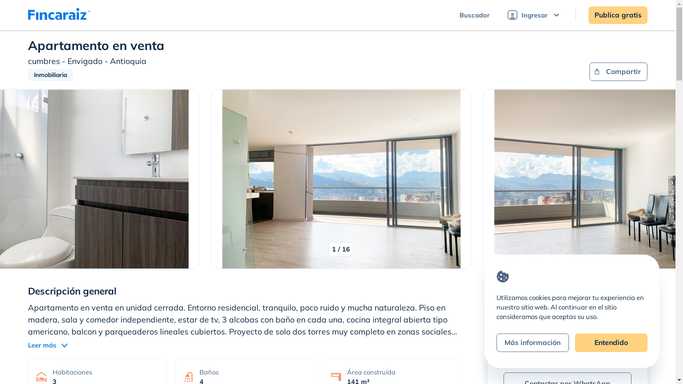 Fincaraiz
Buscador
Ingresar
Publica gratis
Apartamento en venta
cumbres - Envigado - Antioquia
Inmobiliaria
Compartir
1 / 16
Descripción general
Apartamento en venta en unidad cerrada. Entorno residencial, tranquilo, poco ruido y mucha naturaleza. Piso en
madera, sala y comedor independiente, estar de tv, 3 alcobas con baño en cada una, cocina integral abierta tipo
americano, balcon y parqueaderos lineales cubiertos. Proyecto de solo dos torres muy completo en zonas sociales...
Leer más
Habitaciones
3
Baños
4
Área construida
141 m²
Utilizamos cookies para mejorar tu experiencia en
nuestro sitio web. Al continuar en el sitio
consideramos que aceptas su uso.
Más información
Entendido
Contactar por WhatsApp